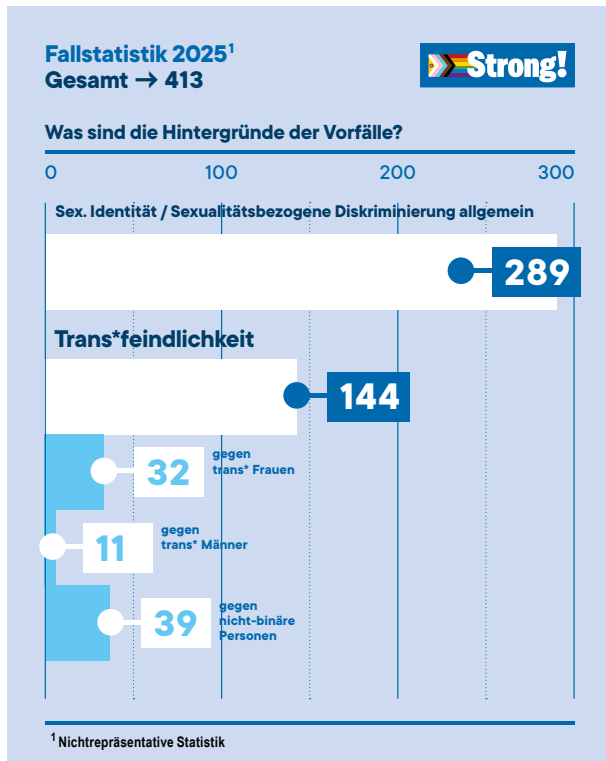 Fallstatistik 2025¹
Gesamt → 413
Strong!
Was sind die Hintergründe der Vorfälle?
0 100 200 300
Sex. Identität / Sexualitätsbezogene Diskriminierung allgemein
289
Trans*feindlichkeit
144
32
gegen
trans* Frauen
11
gegen
trans* Männer
39
gegen
nicht-binäre
Personen
¹ Nichtrepräsentative Statistik